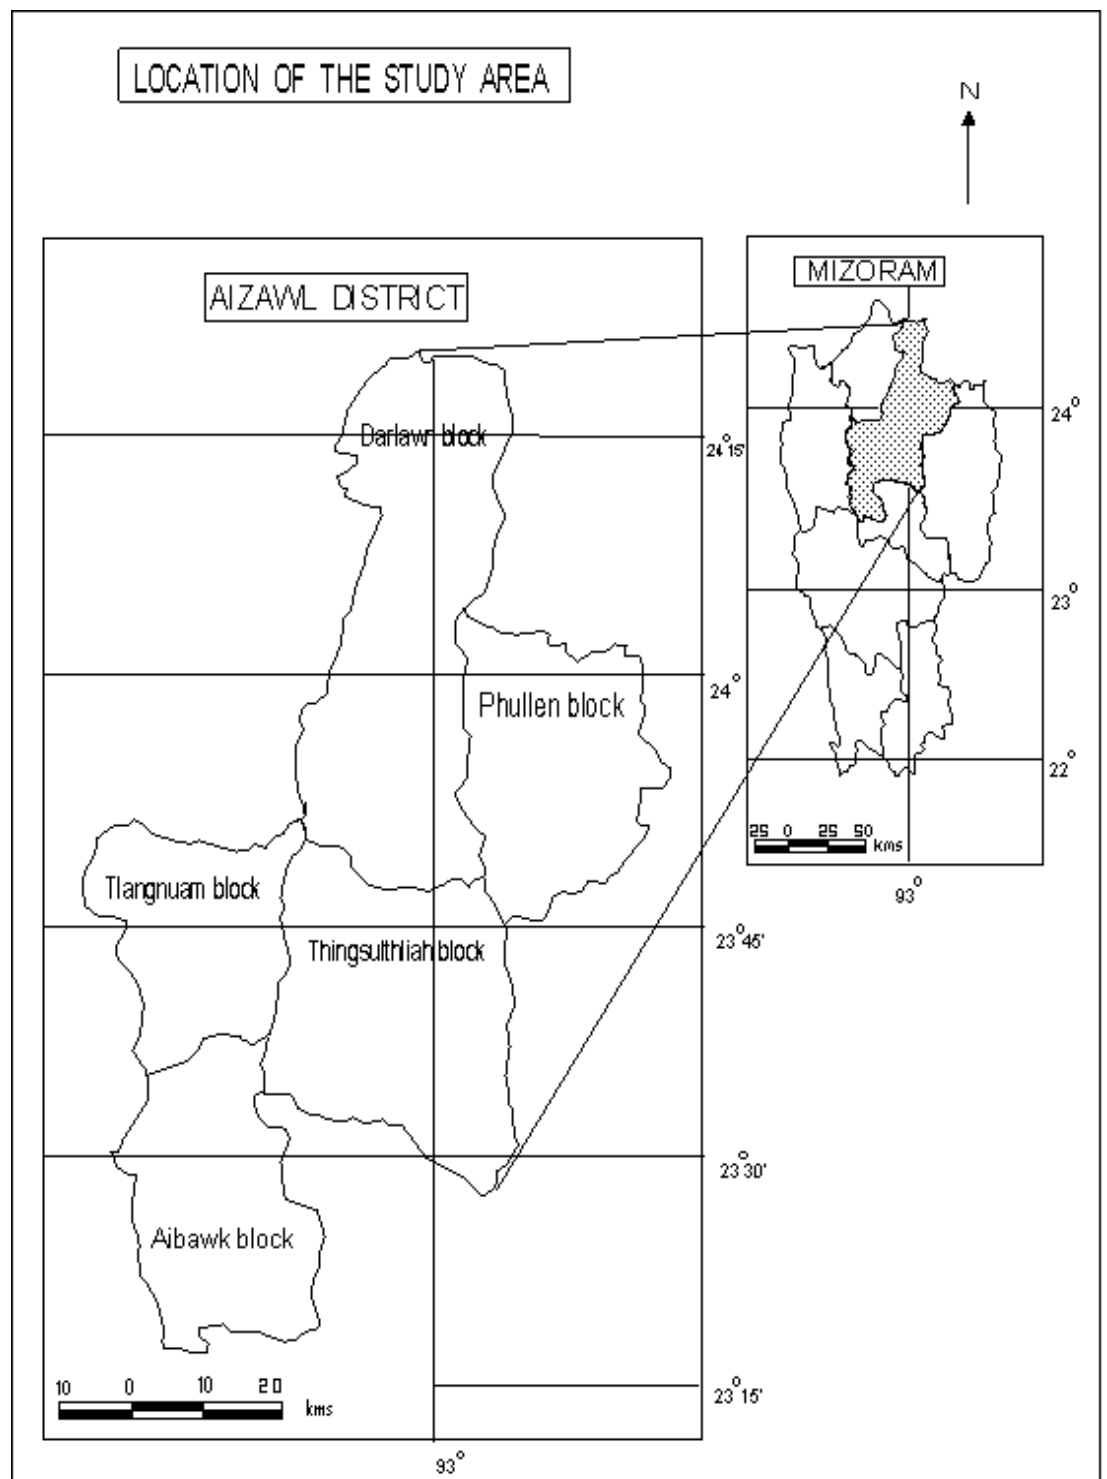 LOCATION OF THE STUDY AREA
N
AIZAWL DISTRICT
Darlawn block
24°15'
24°
Phullen block
Tlangnuam block
Thingsulthliah block
23°45'
23°30'
Aibawk block
23°15'
10 0 10 20
kms
93°
MIZORAM
24°
23°
22°
25 0 25 50
kms
93°